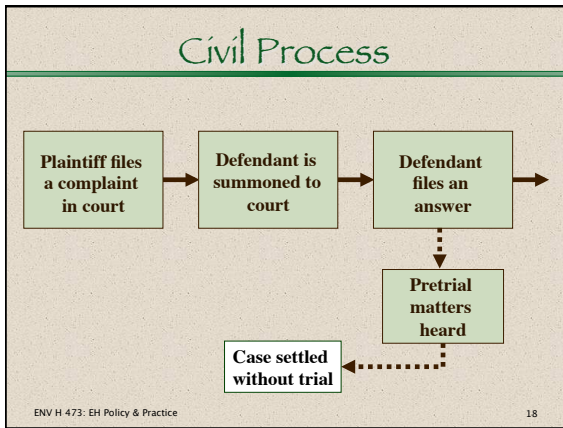 Civil Process
Plaintiff files
a complaint
in court
Defendant is
summoned to
court
Defendant
files an
answer
Pretrial
matters
heard
Case settled
without trial
ENV H 473: EH Policy & Practice
18